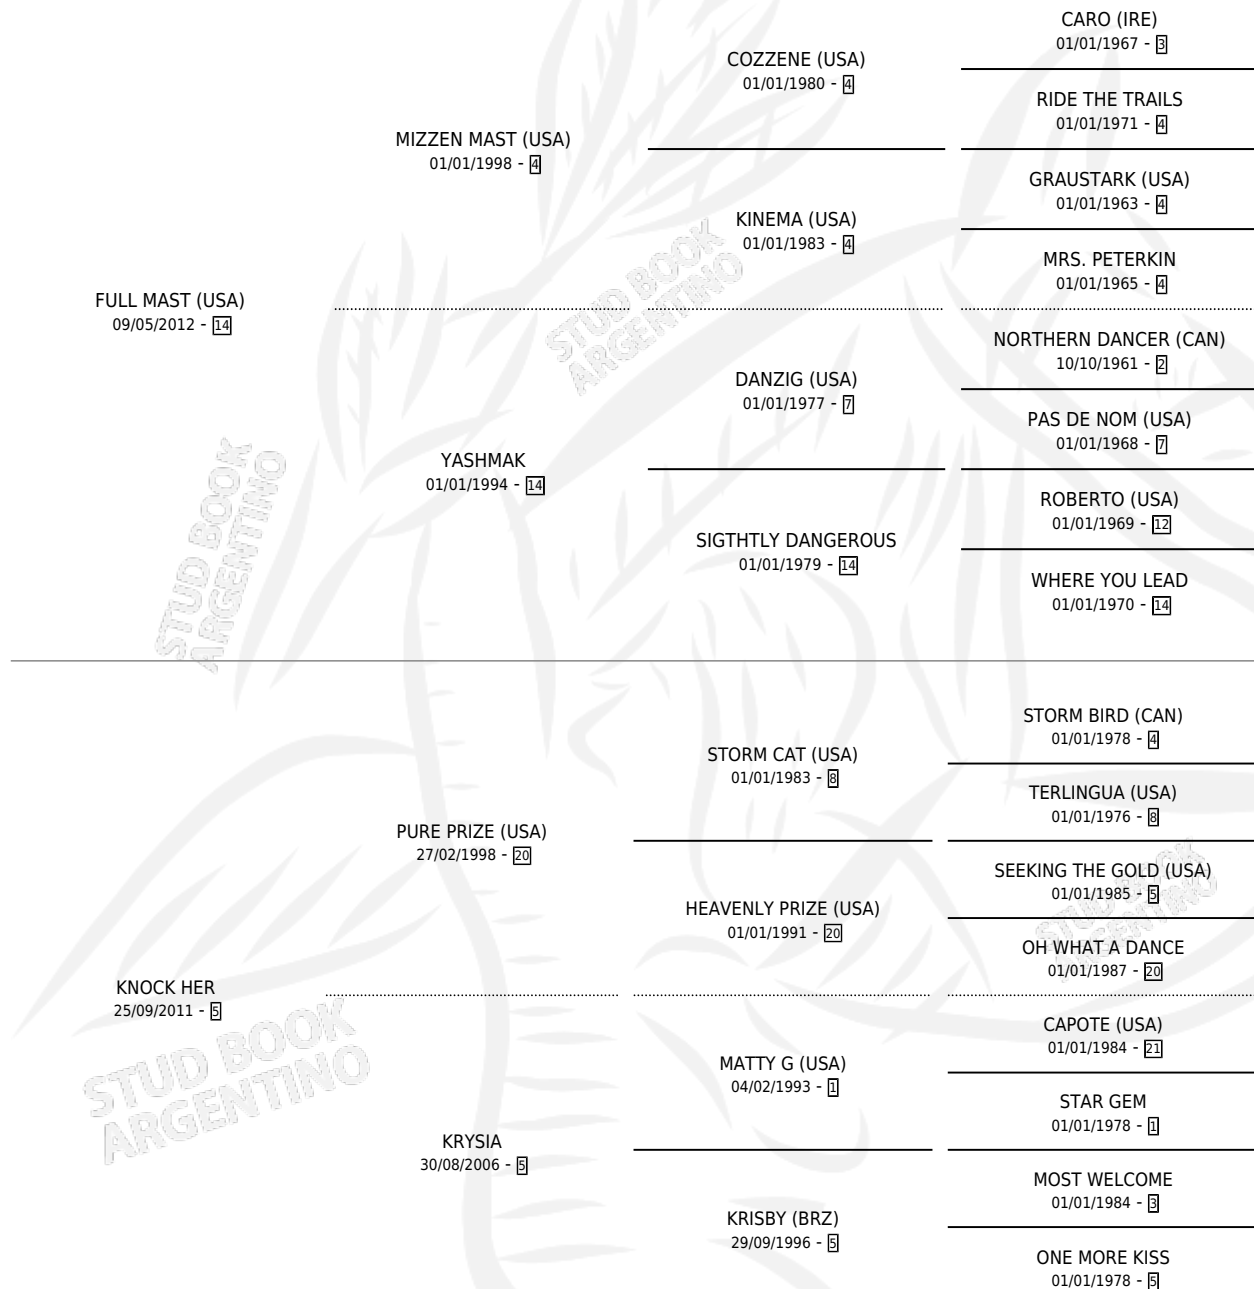 CARO (IRE)
01/01/1967 - 3
COZZENE (USA)
01/01/1980 - 4
RIDE THE TRAILS
01/01/1971 - 4
MIZZEN MAST (USA)
01/01/1998 - 4
GRAUSTARK (USA)
01/01/1963 - 4
KINEMA (USA)
01/01/1983 - 4
MRS. PETERKIN
01/01/1965 - 4
FULL MAST (USA)
09/05/2012 - 14
NORTHERN DANCER (CAN)
10/10/1961 - 2
DANZIG (USA)
01/01/1977 - 7
PAS DE NOM (USA)
01/01/1968 - 7
YASHMAK
01/01/1994 - 14
ROBERTO (USA)
01/01/1969 - 12
SIGTHTLY DANGEROUS
01/01/1979 - 14
WHERE YOU LEAD
01/01/1970 - 14
STORM BIRD (CAN)
01/01/1978 - 4
STORM CAT (USA)
01/01/1983 - 8
TERLINGUA (USA)
01/01/1976 - 8
PURE PRIZE (USA)
27/02/1998 - 20
SEEKING THE GOLD (USA)
01/01/1985 - 5
HEAVENLY PRIZE (USA)
01/01/1991 - 20
OH WHAT A DANCE
01/01/1987 - 20
KNOCK HER
25/09/2011 - 5
CAPOTE (USA)
01/01/1984 - 21
MATTY G (USA)
04/02/1993 - 1
STAR GEM
01/01/1978 - 1
KRYSIA
30/08/2006 - 5
MOST WELCOME
01/01/1984 - 3
KRISBY (BRZ)
29/09/1996 - 5
ONE MORE KISS
01/01/1978 - 5
STUD BOOK
ARGENTINO
STUD BOOK
ARGENTINO
STUD BOOK
ARGENTINO
STUD BOOK
ARGENTINO